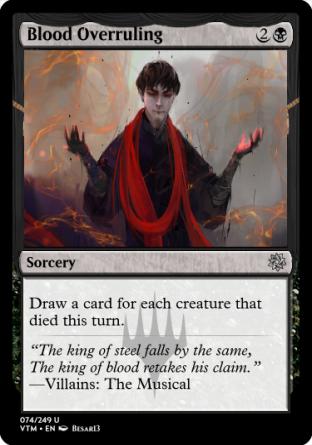 Blood Overruling 2
Sorcery
Draw a card for each creature that
died this turn.
“The king of steel falls by the same,
The king of blood retakes his claim.”
—Villains: The Musical
074/249 U
VTM • EN Besar13